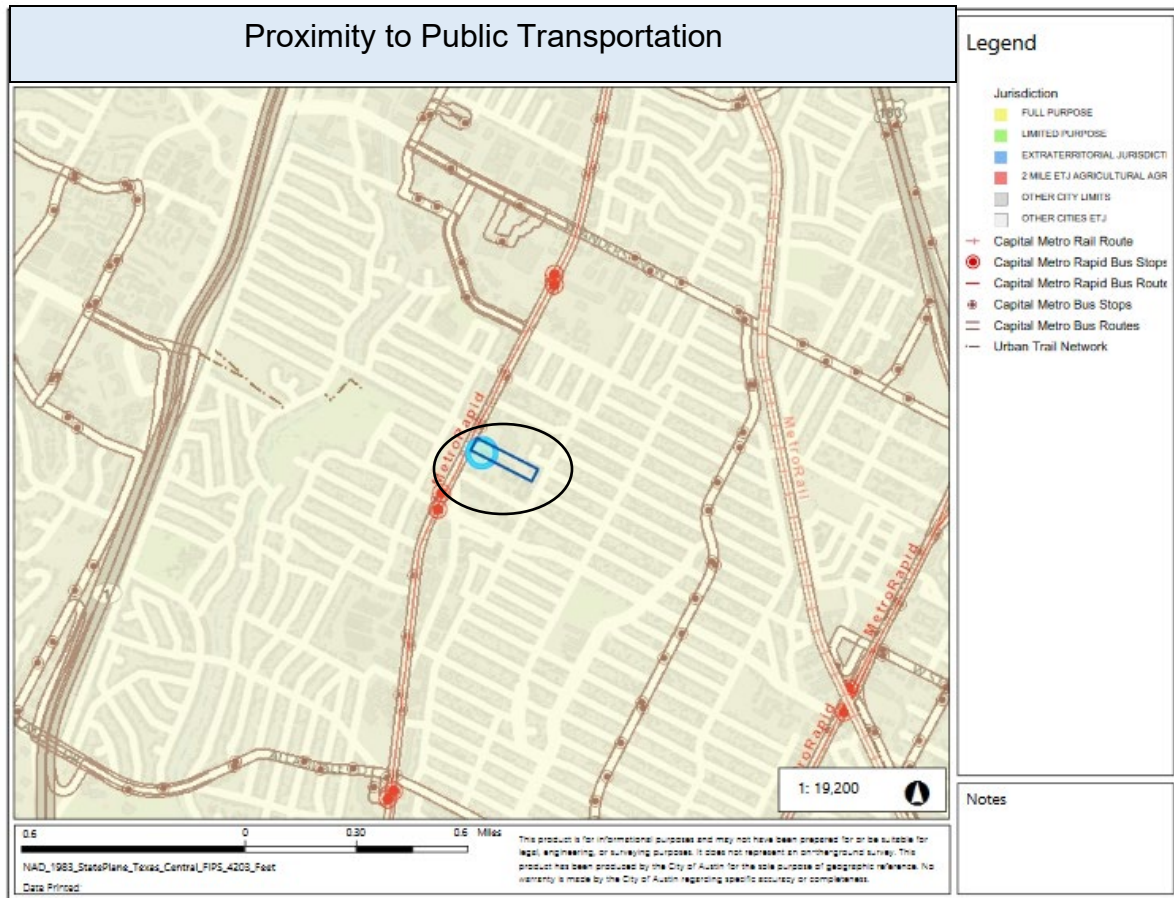 Proximity to Public Transportation
Legend
Jurisdiction
FULL PURPOSE
LIMITED PURPOSE
EXTRATERRITORIAL JURISDICTI
2 MILE ETJ AGRICULTURAL AGR
OTHER CITY LIMITS
OTHER CITIES ETJ
Capital Metro Rail Route
Capital Metro Rapid Bus Stops
Capital Metro Rapid Bus Route
Capital Metro Bus Stops
Capital Metro Bus Routes
Urban Trail Network
183
MetroRapid
MetroRail
MetroRapid
1
1: 19,200
Notes
0.6 0 0.30 0.6 Miles
NAD_1983_StatePlane_Texas_Central_FIPS_4203_Feet
Date Printed:
This product is for informational purposes and may not have been prepared for or be suitable for
legal, engineering, or surveying purposes. It does not represent an on-the-ground survey. This
product has been produced by the City of Austin for the sole purpose of geographic reference. No
warranty is made by the City of Austin regarding specific accuracy or completeness.